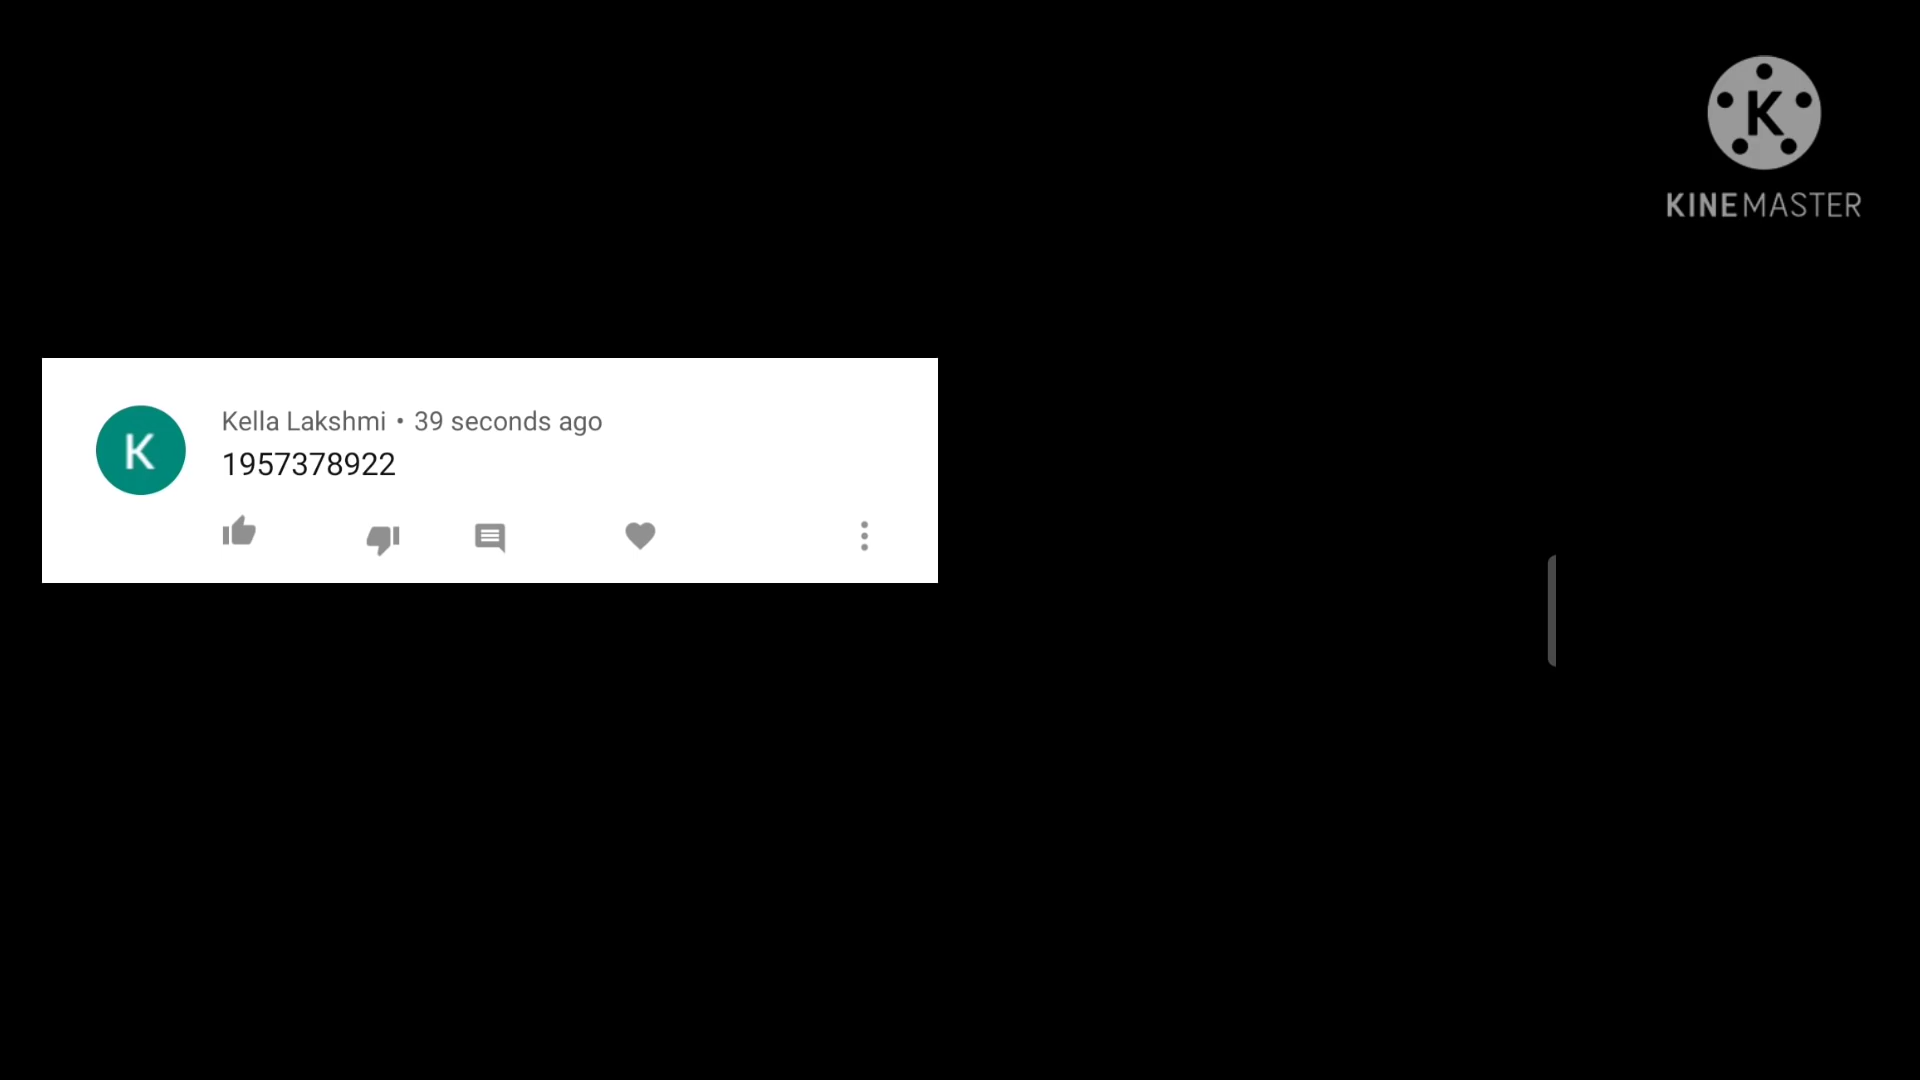 K
KINEMASTER
K
Kella Lakshmi • 39 seconds ago
1957378922